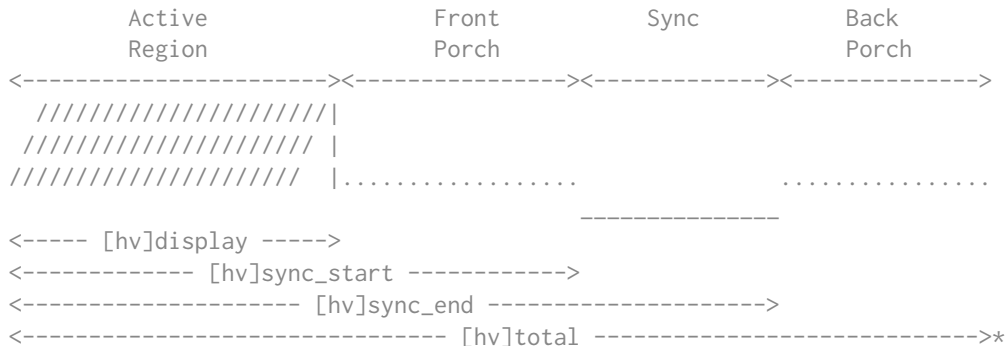 Active                 Front           Sync           Back
         Region                 Porch                          Porch
<-----------------------><----------------><-------------><-------------->
  //////////////////////|
 //////////////////////  |
//////////////////////   |..................               ................
                                           _______________
<----- [hv]display ----->
<------------- [hv]sync_start ------------>
<--------------------- [hv]sync_end --------------------->
<-------------------------------- [hv]total ----------------------------->*